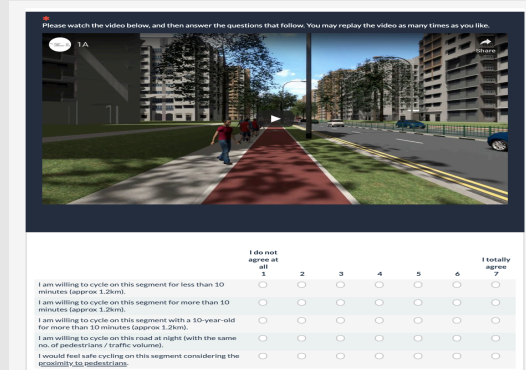 *
Please watch the video below, and then answer the questions that follow. You may replay the video as many times as you like.
1A
Share
I do not
agree at
all
1 2 3 4 5 6
I totally
agree
7
I am willing to cycle on this segment for less than 10
minutes (approx 1.2km).
I am willing to cycle on this segment for more than 10
minutes (approx 1.2km).
I am willing to cycle on this segment with a 10-year-old
for more than 10 minutes (approx 1.2km).
I am willing to cycle on this road at night (with the same
no. of pedestrians / traffic volume).
I would feel safe cycling on this segment considering the
proximity to pedestrians.